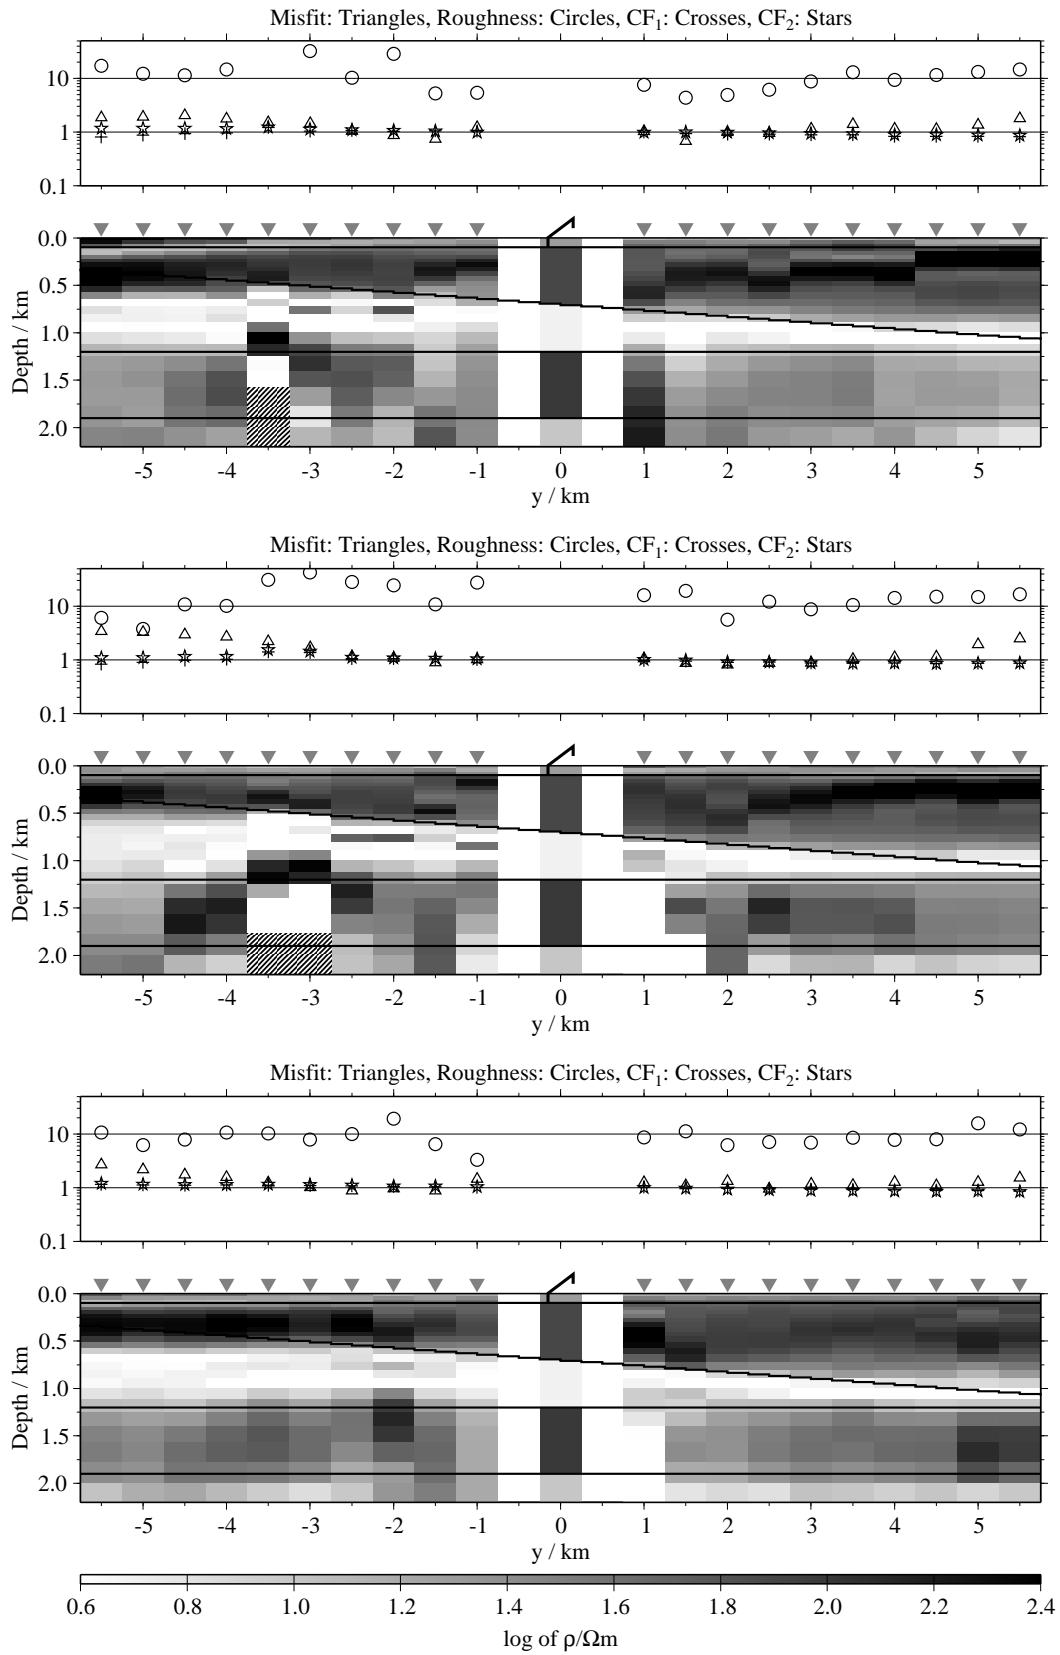 Misfit: Triangles, Roughness: Circles, CF1: Crosses, CF2: Stars
10
1
0.1
0.0
0.5
1.0
1.5
2.0
Depth / km
-5 -4 -3 -2 -1 0 1 2 3 4 5
y / km
Misfit: Triangles, Roughness: Circles, CF1: Crosses, CF2: Stars
10
1
0.1
0.0
0.5
1.0
1.5
2.0
Depth / km
-5 -4 -3 -2 -1 0 1 2 3 4 5
y / km
Misfit: Triangles, Roughness: Circles, CF1: Crosses, CF2: Stars
10
1
0.1
0.0
0.5
1.0
1.5
2.0
Depth / km
-5 -4 -3 -2 -1 0 1 2 3 4 5
y / km
0.6 0.8 1.0 1.2 1.4 1.6 1.8 2.0 2.2 2.4
log of ρ/Ωm